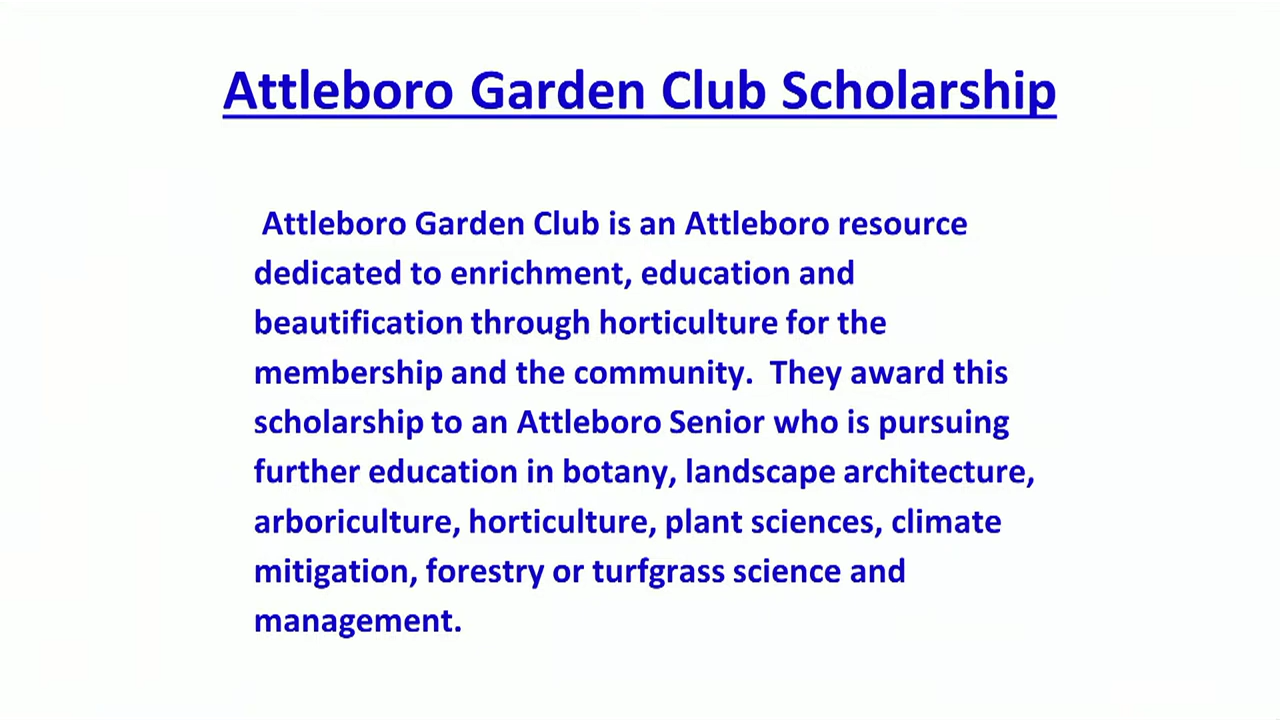 Attleboro Garden Club Scholarship
Attleboro Garden Club is an Attleboro resource
dedicated to enrichment, education and
beautification through horticulture for the
membership and the community.  They award this
scholarship to an Attleboro Senior who is pursuing
further education in botany, landscape architecture,
arboriculture, horticulture, plant sciences, climate
mitigation, forestry or turfgrass science and
management.